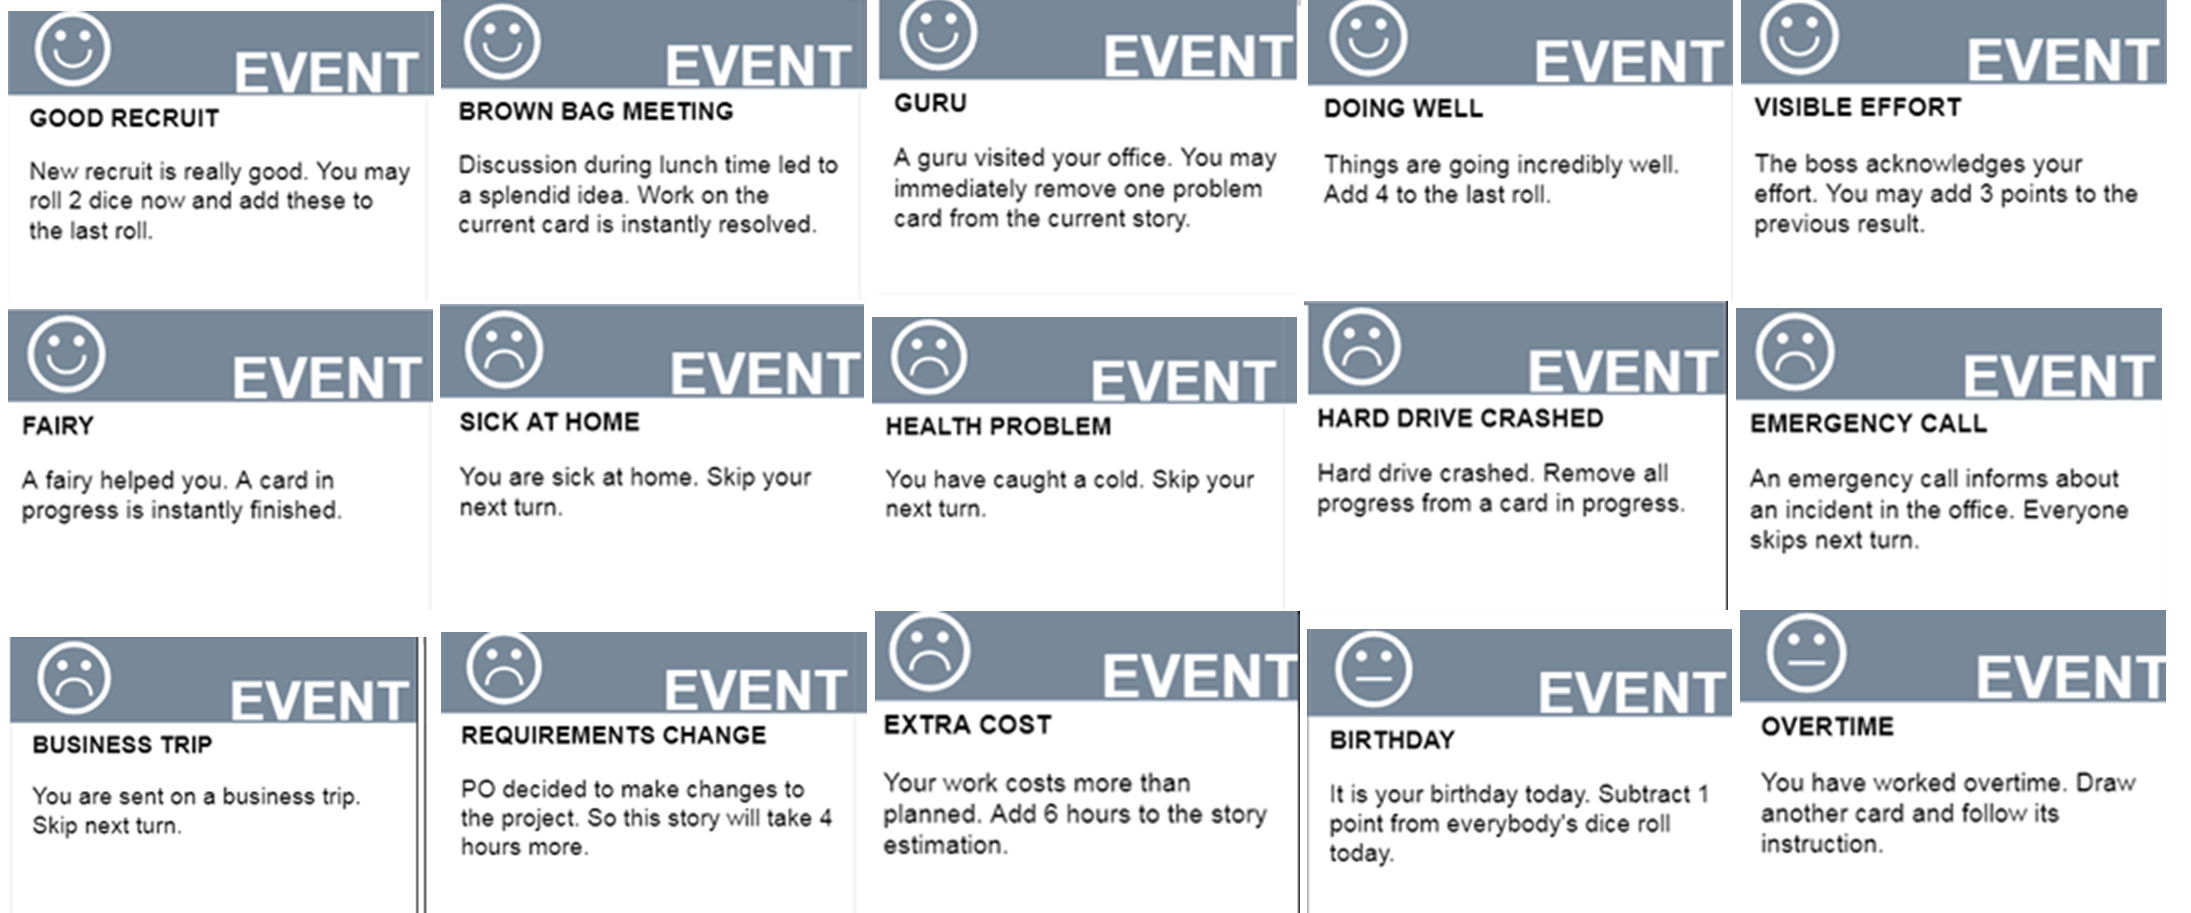 EVENT
GOOD RECRUIT
New recruit is really good. You may
roll 2 dice now and add these to
the last roll.
EVENT
BROWN BAG MEETING
Discussion during lunch time led to
a splendid idea. Work on the
current card is instantly resolved.
EVENT
GURU
A guru visited your office. You may
immediately remove one problem
card from the current story.
EVENT
DOING WELL
Things are going incredibly well.
Add 4 to the last roll.
EVENT
VISIBLE EFFORT
The boss acknowledges your
effort. You may add 3 points to the
previous result.
EVENT
FAIRY
A fairy helped you. A card in
progress is instantly finished.
EVENT
SICK AT HOME
You are sick at home. Skip your
next turn.
EVENT
HEALTH PROBLEM
You have caught a cold. Skip your
next turn.
EVENT
HARD DRIVE CRASHED
Hard drive crashed. Remove all
progress from a card in progress.
EVENT
EMERGENCY CALL
An emergency call informs about
an incident in the office. Everyone
skips next turn.
EVENT
BUSINESS TRIP
You are sent on a business trip.
Skip next turn.
EVENT
REQUIREMENTS CHANGE
PO decided to make changes to
the project. So this story will take 4
hours more.
EVENT
EXTRA COST
Your work costs more than
planned. Add 6 hours to the story
estimation.
EVENT
BIRTHDAY
It is your birthday today. Subtract 1
point from everybody's dice roll
today.
EVENT
OVERTIME
You have worked overtime. Draw
another card and follow its
instruction.